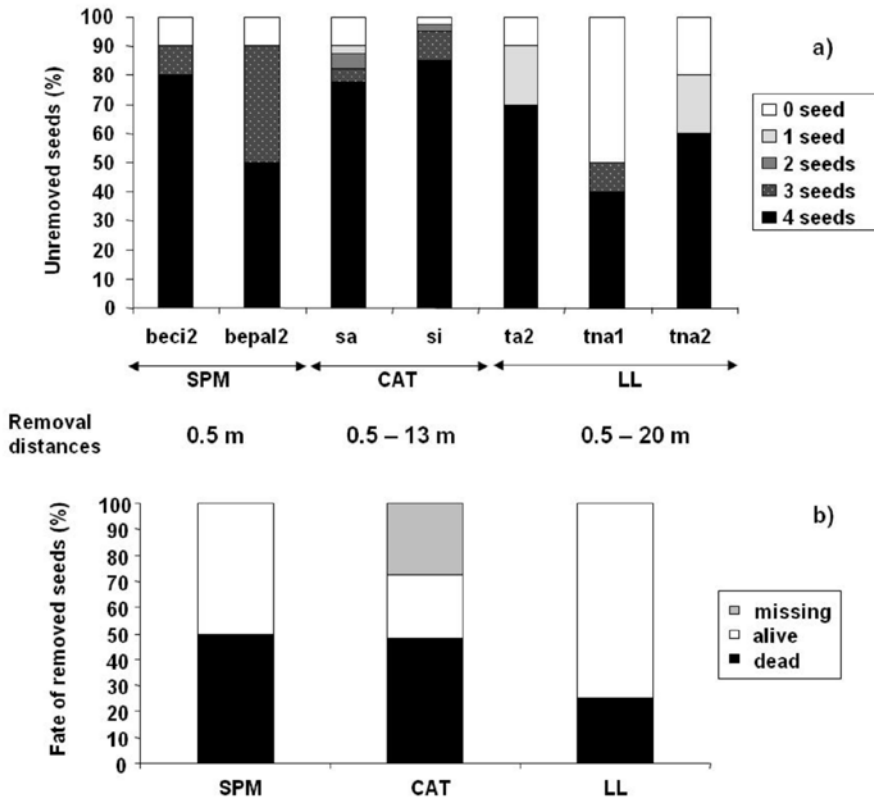 a)
Unremoved seeds (%)
100
90
80
70
60
50
40
30
20
10
0
0 seed
1 seed
2 seeds
3 seeds
4 seeds
beci2 bepal2 sa si ta2 tna1 tna2
SPM CAT LL
Removal distances
0.5 m 0.5 – 13 m 0.5 – 20 m
b)
Fate of removed seeds (%)
100
90
80
70
60
50
40
30
20
10
0
missing
alive
dead
SPM CAT LL